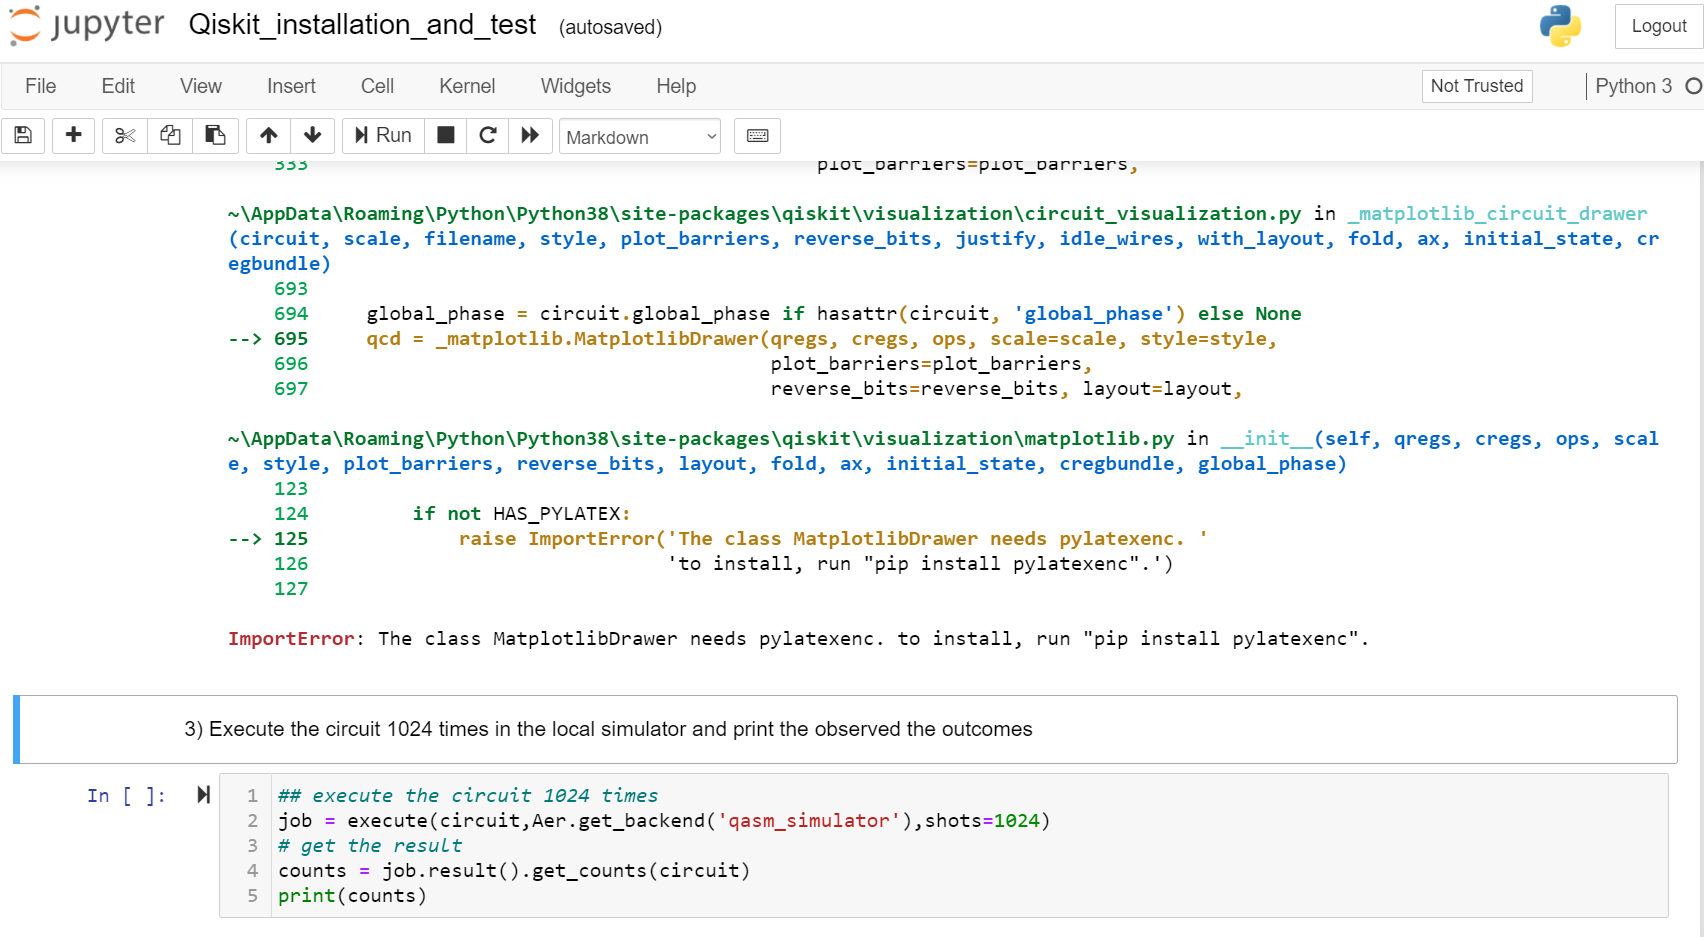 jupyter Qiskit_installation_and_test (autosaved) Logout
File Edit View Insert Cell Kernel Widgets Help Not Trusted Python 3
Run Markdown
333 plot_barriers=plot_barriers,
~\AppData\Roaming\Python\Python38\site-packages\qiskit\visualization\circuit_visualization.py in _matplotlib_circuit_drawer
(circuit, scale, filename, style, plot_barriers, reverse_bits, justify, idle_wires, with_layout, fold, ax, initial_state, cr
egbundle)
693
694 global_phase = circuit.global_phase if hasattr(circuit, 'global_phase') else None
--> 695 qcd = _matplotlib.MatplotlibDrawer(qregs, cregs, ops, scale=scale, style=style,
696 plot_barriers=plot_barriers,
697 reverse_bits=reverse_bits, layout=layout,
~\AppData\Roaming\Python\Python38\site-packages\qiskit\visualization\matplotlib.py in __init__(self, qregs, cregs, ops, scal
e, style, plot_barriers, reverse_bits, layout, fold, ax, initial_state, cregbundle, global_phase)
123
124 if not HAS_PYLATEX:
--> 125 raise ImportError('The class MatplotlibDrawer needs pylatexenc. '
126 'to install, run "pip install pylatexenc".')
127
ImportError: The class MatplotlibDrawer needs pylatexenc. to install, run "pip install pylatexenc".
3) Execute the circuit 1024 times in the local simulator and print the observed the outcomes
In [ ]: 1 ## execute the circuit 1024 times
2 job = execute(circuit,Aer.get_backend('qasm_simulator'),shots=1024)
3 # get the result
4 counts = job.result().get_counts(circuit)
5 print(counts)